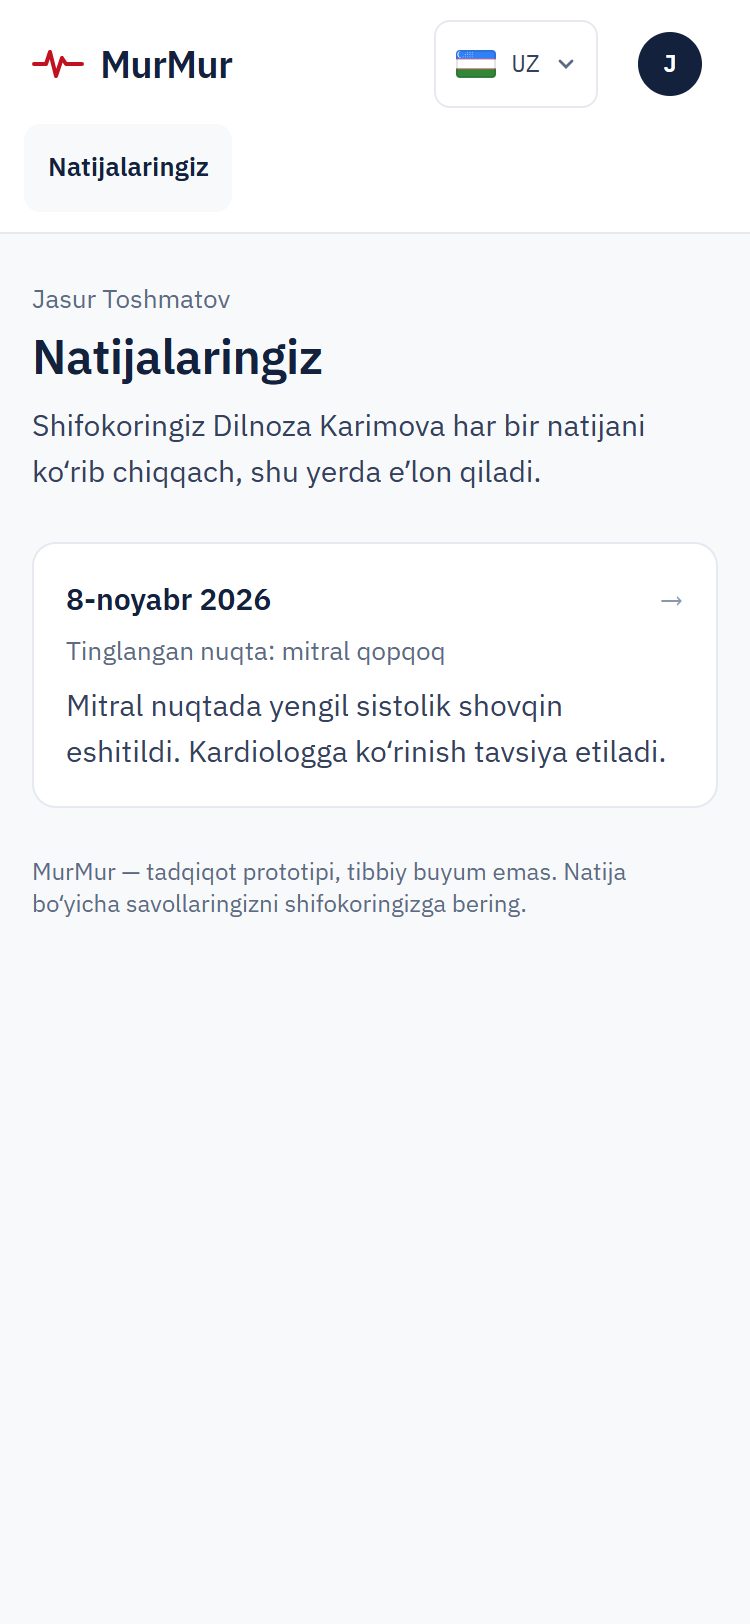 MurMur
UZ
J
Natijalaringiz
Jasur Toshmatov
Natijalaringiz
Shifokoringiz Dilnoza Karimova har bir natijani
ko‘rib chiqqach, shu yerda e’lon qiladi.
8-noyabr 2026 →
Tinglangan nuqta: mitral qopqoq
Mitral nuqtada yengil sistolik shovqin
eshitildi. Kardiologga ko‘rinish tavsiya etiladi.
MurMur — tadqiqot prototipi, tibbiy buyum emas. Natija
bo‘yicha savollaringizni shifokoringizga bering.